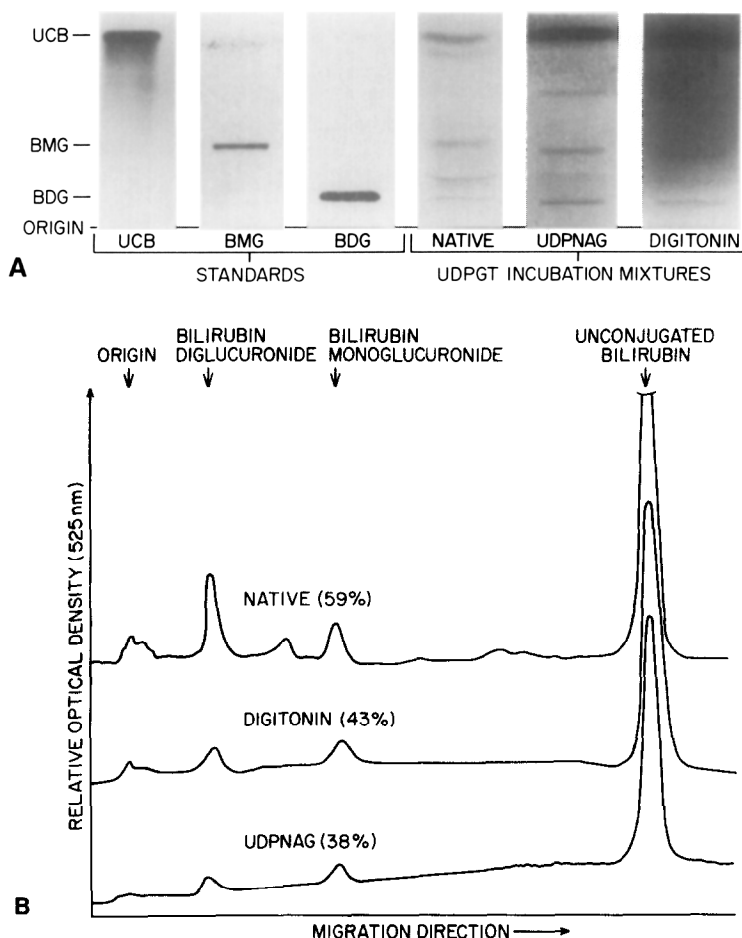 UCB
BMG
BDG
ORIGIN
UCB BMG BDG NATIVE UDPNAG DIGITONIN
STANDARDS UDPGT INCUBATION MIXTURES
A
ORIGIN
BILIRUBIN
DIGLUCURONIDE
BILIRUBIN
MONOGLUCURONIDE
UNCONJUGATED
BILIRUBIN
RELATIVE OPTICAL DENSITY (525 nm)
NATIVE (59%)
DIGITONIN (43%)
UDPNAG (38%)
B
MIGRATION DIRECTION